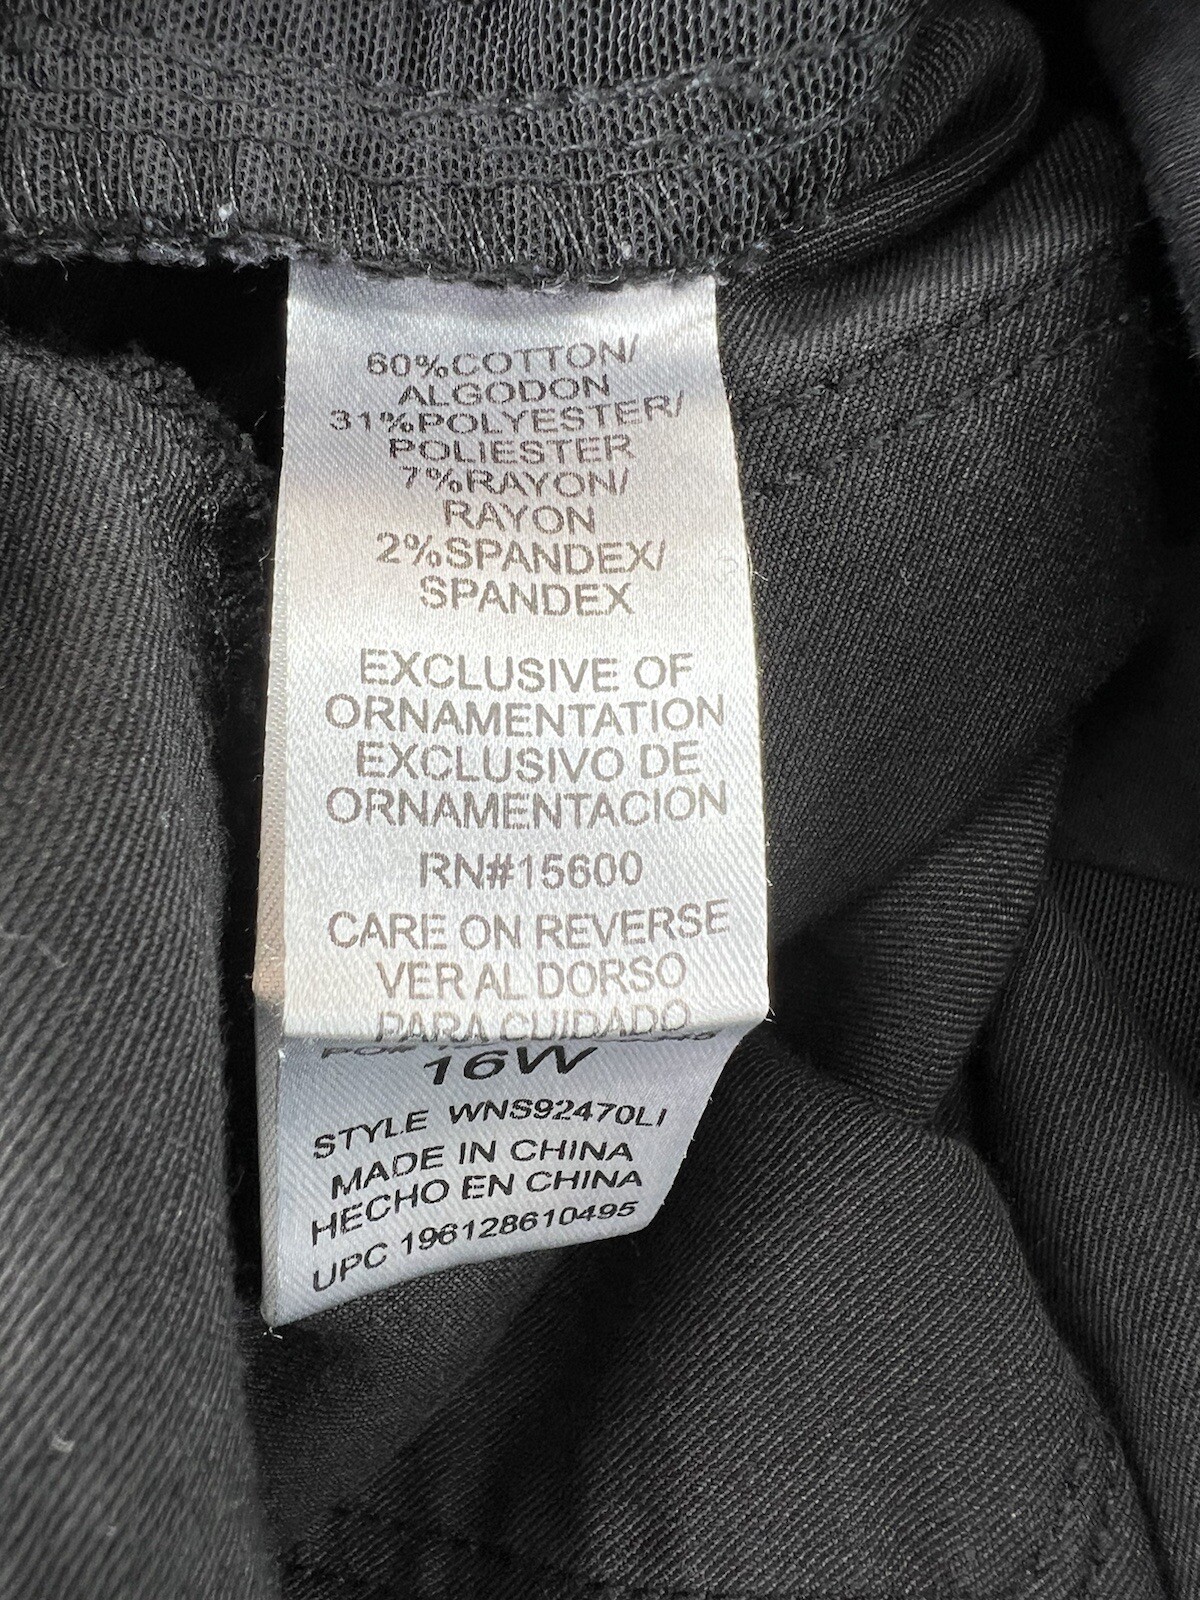 60%COTTON/
ALGODON
31%POLYESTER/
POLIESTER
7%RAYON/
RAYON
2%SPANDEX/
SPANDEX
EXCLUSIVE OF
ORNAMENTATION
EXCLUSIVO DE
ORNAMENTACION
RN#15600
CARE ON REVERSE
VER AL DORSO
PARA CUIDADO
16W
STYLE WNS92470LI
MADE IN CHINA
HECHO EN CHINA
UPC 196128610495